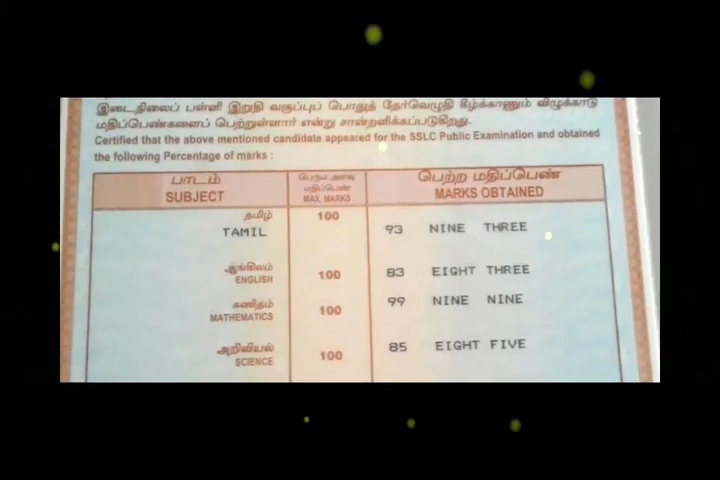 இடைநிலைப் பள்ளி இறுதி வகுப்புப் பொதுத் தேர்வெழுதி கீழ்க்காணும் விழுக்காடு
மதிப்பெண்களைப் பெற்றுள்ளார் என்று சான்றளிக்கப்படுகிறது.
Certified that the above mentioned candidate appeared for the SSLC Public Examination and obtained
the following Percentage of marks :
பாடம் பெரும அளவு பெற்ற மதிப்பெண்
SUBJECT மதிப்பெண் MARKS OBTAINED
MAX. MARKS
தமிழ் 100
TAMIL 93 NINE THREE
ஆங்கிலம் 83 EIGHT THREE
ENGLISH 100
கணிதம் 99 NINE NINE
MATHEMATICS 100
அறிவியல் 85 EIGHT FIVE
SCIENCE 100